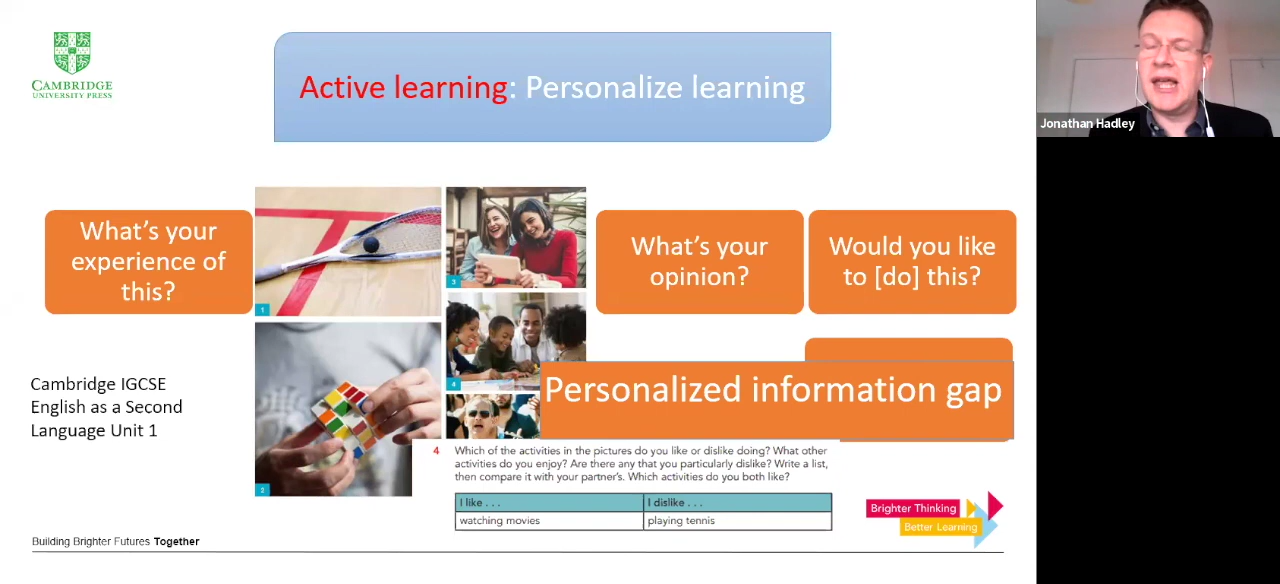 CAMBRIDGE
UNIVERSITY PRESS
Active learning: Personalize learning
Jonathan Hadley
What's your
experience of
this?
1
3
What's your
opinion?
Would you like
to [do] this?
4
2
Personalized information gap
Cambridge IGCSE
English as a Second
Language Unit 1
4 Which of the activities in the pictures do you like or dislike doing? What other
activities do you enjoy? Are there any that you particularly dislike? Write a list,
then compare it with your partner's. Which activities do you both like?
I like . . . I dislike . . .
watching movies playing tennis
Brighter Thinking
Better Learning
Building Brighter Futures Together